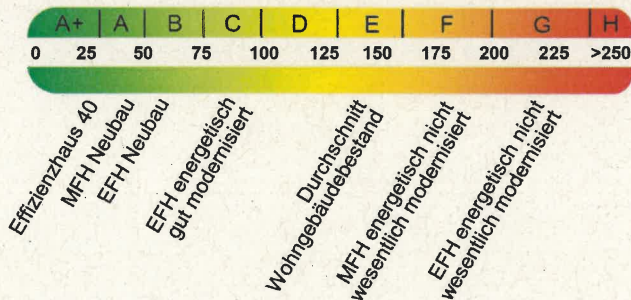 A+ A B C D E F G H
0 25 50 75 100 125 150 175 200 225 >250
Effizienzhaus 40
MFH Neubau
EFH Neubau
EFH energetisch
gut modernisiert
Durchschnitt
Wohngebäudebestand
MFH energetisch nicht
wesentlich modernisiert
EFH energetisch nicht
wesentlich modernisiert